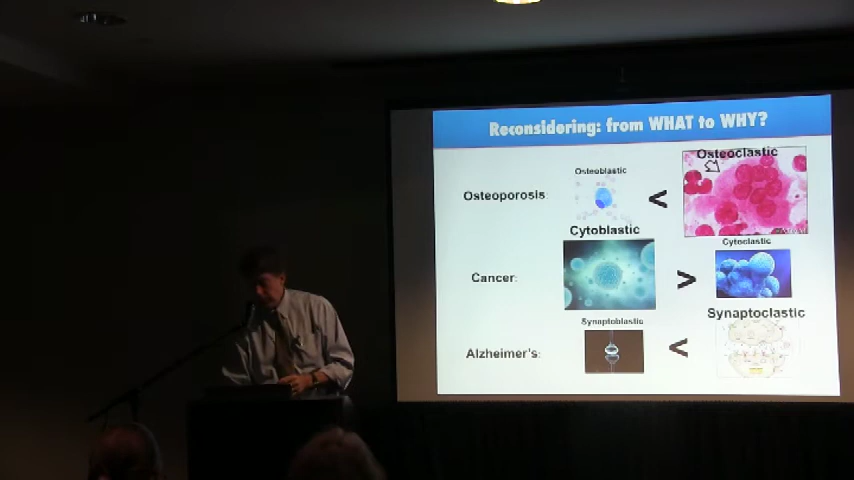 Reconsidering: from WHAT to WHY?
Osteoporosis: Osteoblastic < Osteoclastic
Cancer: Cytoblastic > Cytoclastic
Alzheimer's: Synaptoblastic < Synaptoclastic